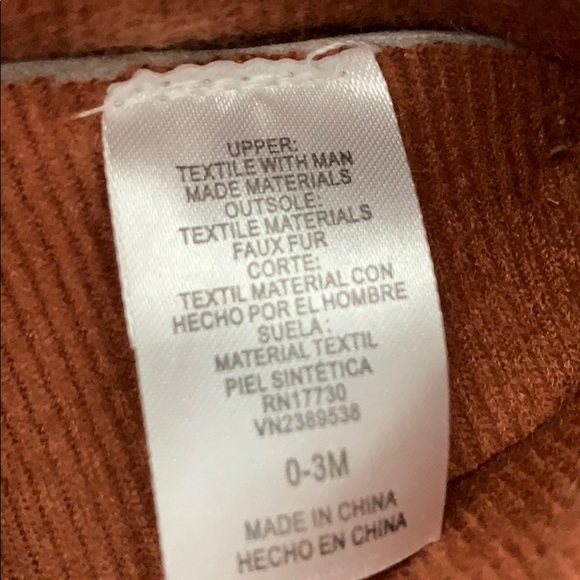 UPPER:
TEXTILE WITH MAN
MADE MATERIALS
OUTSOLE:
TEXTILE MATERIALS
FAUX FUR
CORTE:
TEXTIL MATERIAL CON
HECHO POR EL HOMBRE
SUELA:
MATERIAL TEXTIL
PIEL SINTÉTICA
RN17730
VN2389538
0-3M
MADE IN CHINA
HECHO EN CHINA